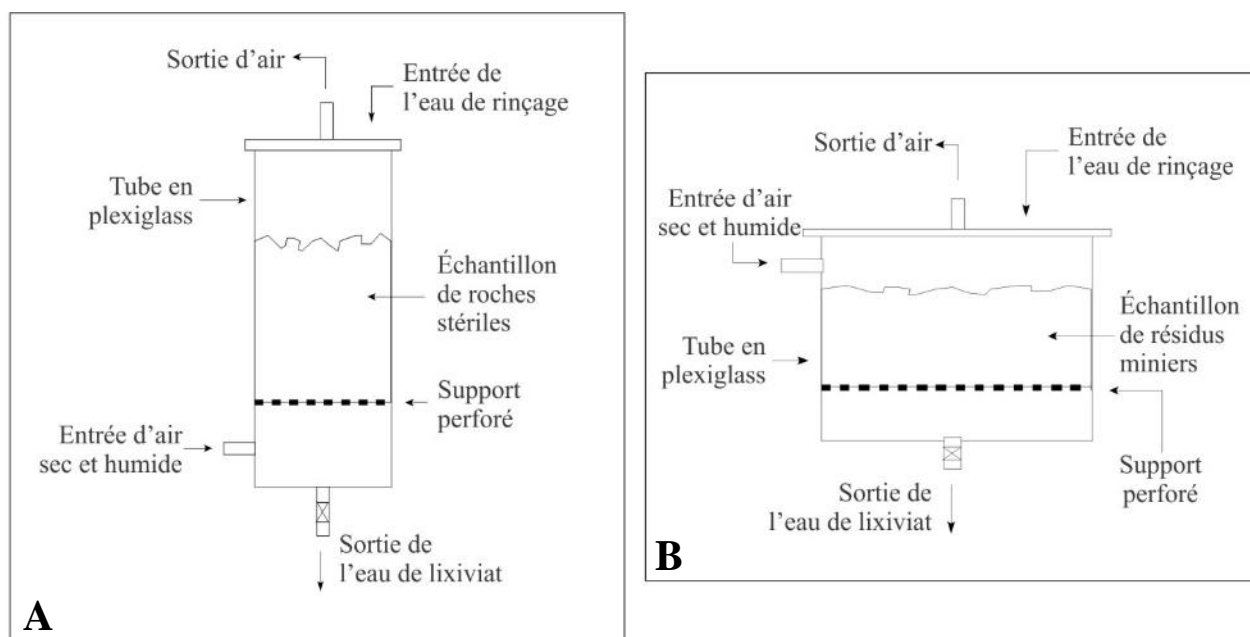 Sortie d'air
Entrée de
l'eau de rinçage
Tube en
plexiglass
Échantillon
de roches
stériles
Support
perforé
Entrée d'air
sec et humide
Sortie de
l'eau de lixiviat
A
Sortie d'air
Entrée de
l'eau de rinçage
Entrée d'air
sec et humide
Échantillon
de résidus
miniers
Tube en
plexiglass
Support
perforé
Sortie de
l'eau de lixiviat
B